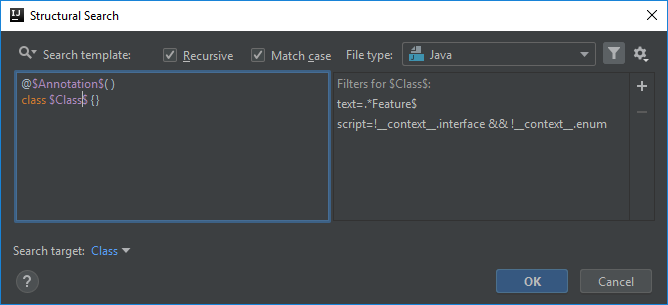 Structural Search
Search template: Recursive Match case File type: Java
@$Annotation$( )
class $Class$ {}
Filters for $Class$:
text=.*Feature$
script=!__context__.interface && !__context__.enum
Search target: Class
? OK Cancel